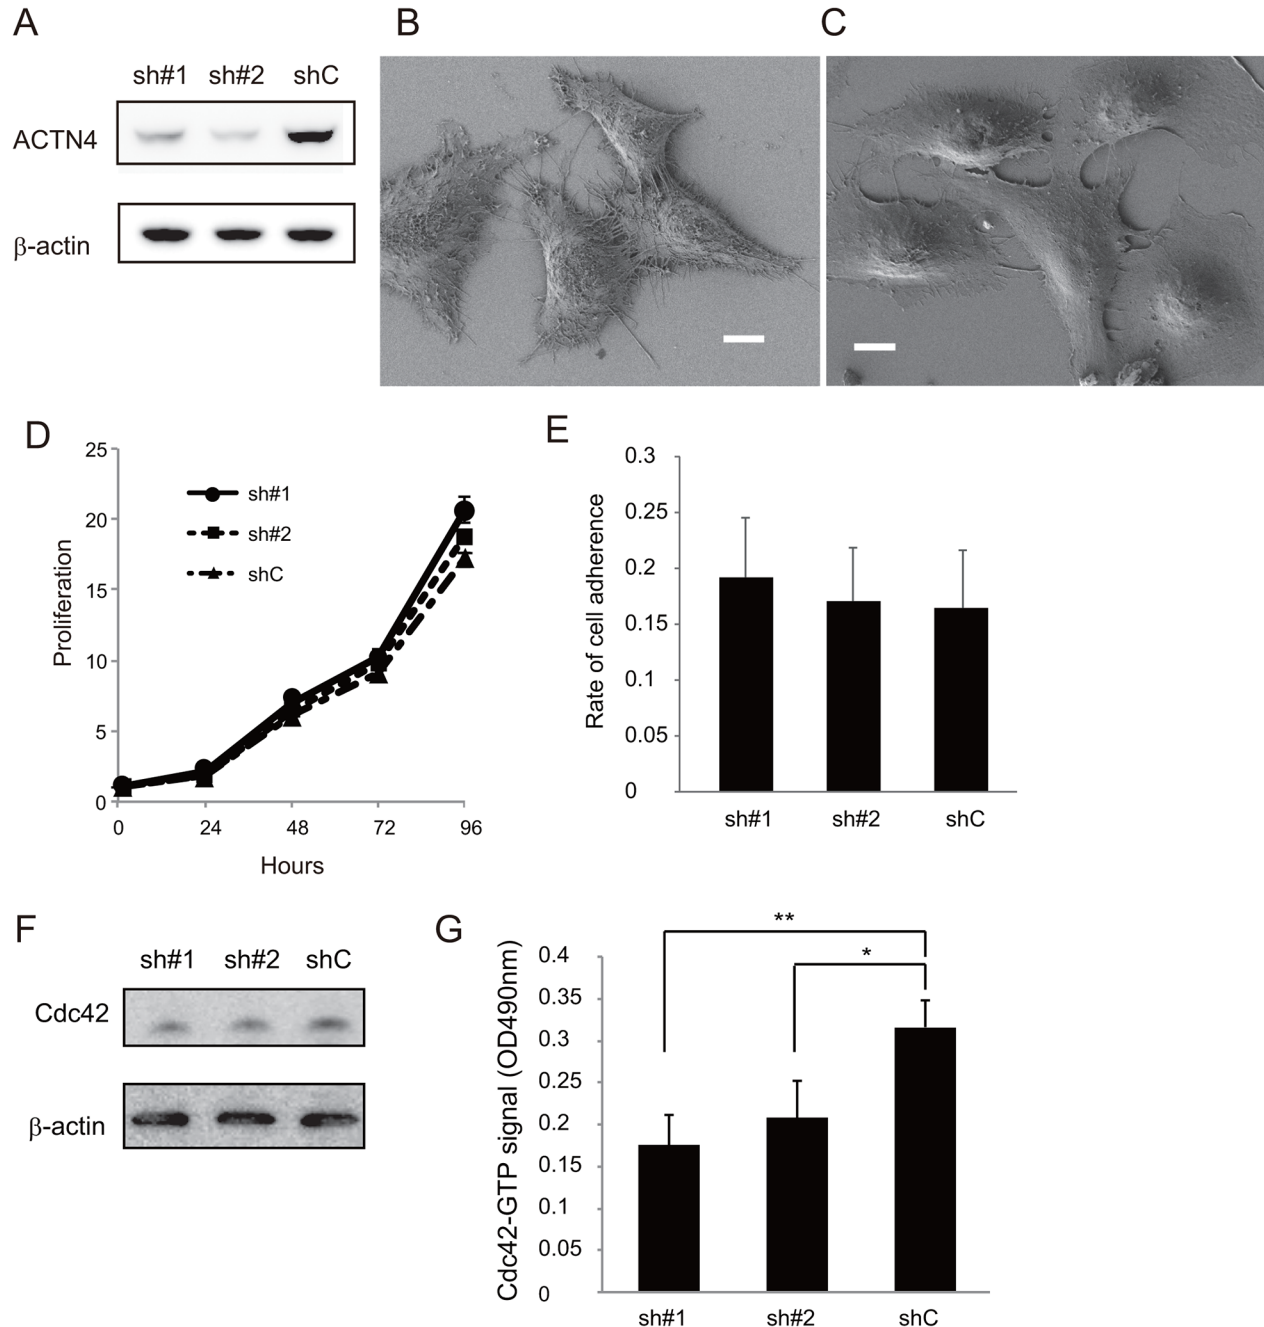 A
B
C
sh#1 sh#2 shC
ACTN4
β-actin
D
25
20
15
10
5
0
Proliferation
sh#1
sh#2
shC
0 24 48 72 96
Hours
E
0.3
0.25
0.2
0.15
0.1
0.05
0
Rate of cell adherence
sh#1 sh#2 shC
F
sh#1 sh#2 shC
Cdc42
β-actin
G
**
*
0.4
0.35
0.3
0.25
0.2
0.15
0.1
0.05
0
Cdc42-GTP signal (OD490nm)
sh#1 sh#2 shC